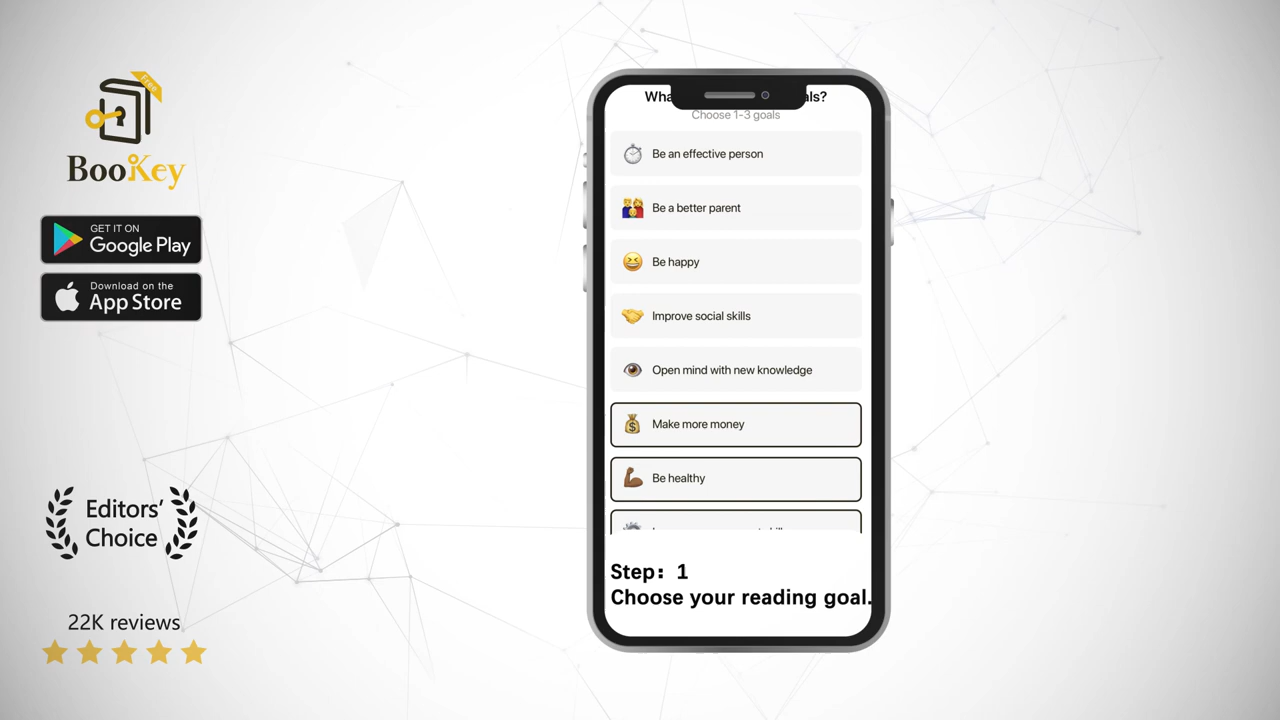 Free
BooKey
GET IT ON
Google Play
Download on the
App Store
Editors’
Choice
22K reviews
als?
Choose 1-3 goals
Be an effective person
Be a better parent
Be happy
Improve social skills
Open mind with new knowledge
Make more money
Be healthy
Step: 1
Choose your reading goal.